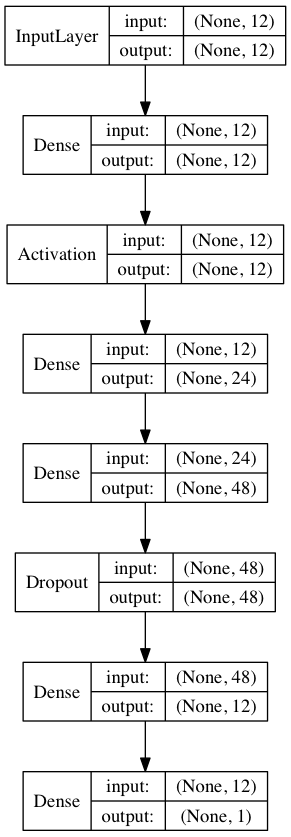 InputLayer
input: (None, 12)
output: (None, 12)
Dense
input: (None, 12)
output: (None, 12)
Activation
input: (None, 12)
output: (None, 12)
Dense
input: (None, 12)
output: (None, 24)
Dense
input: (None, 24)
output: (None, 48)
Dropout
input: (None, 48)
output: (None, 48)
Dense
input: (None, 48)
output: (None, 12)
Dense
input: (None, 12)
output: (None, 1)